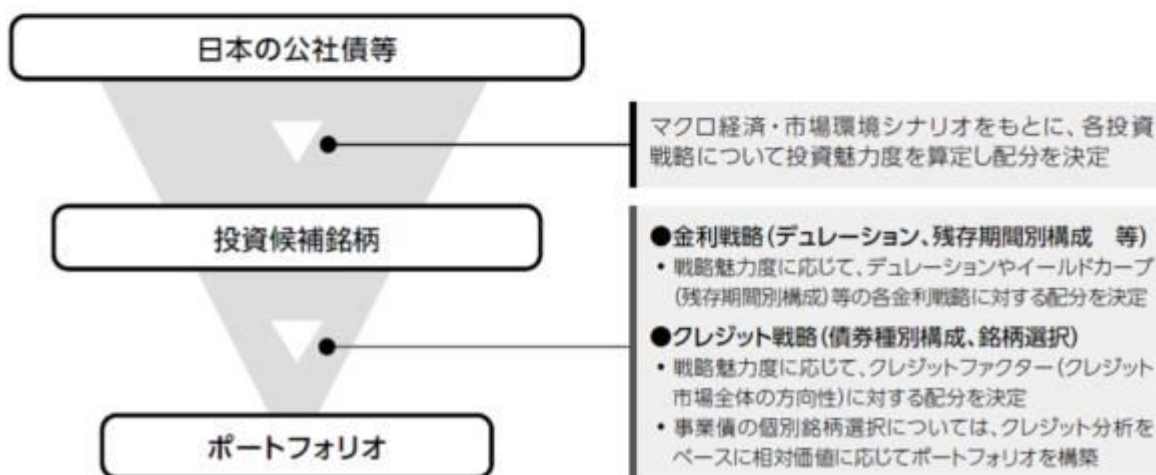 日本の公社債等
マクロ経済・市場環境シナリオをもとに、各投資
戦略について投資魅力度を算定し配分を決定
投資候補銘柄
●金利戦略(デュレーション、残存期間別構成　等)
• 戦略魅力度に応じて、デュレーションやイールドカーブ
(残存期間別構成)等の各金利戦略に対する配分を決定
●クレジット戦略(債券種別構成、銘柄選択)
• 戦略魅力度に応じて、クレジットファクター(クレジット
市場全体の方向性)に対する配分を決定
• 事業債の個別銘柄選択については、クレジット分析を
ベースに相対価値に応じてポートフォリオを構築
ポートフォリオ